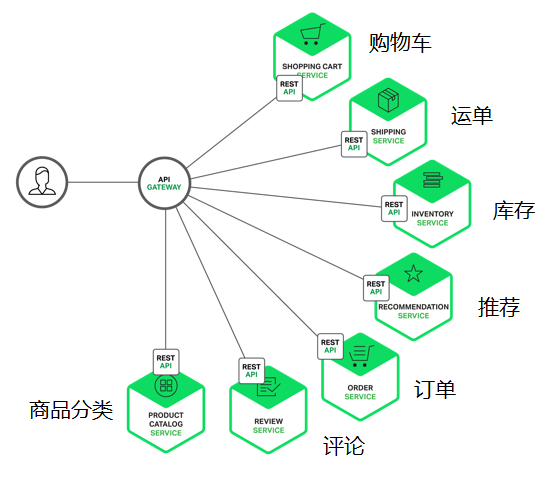 SHOPPING CART
SERVICE
REST
API
购物车
SHIPPING
SERVICE
REST
API
运单
API
GATEWAY
INVENTORY
SERVICE
REST
API
库存
RECOMMENDATION
SERVICE
REST
API
推荐
ORDER
SERVICE
REST
API
订单
REVIEW
SERVICE
REST
API
评论
PRODUCT
CATALOG
SERVICE
REST
API
商品分类